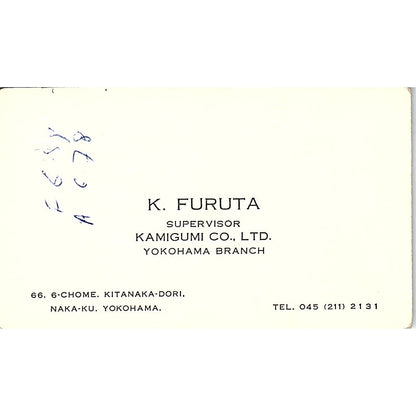 K. FURUTA
SUPERVISOR
KAMIGUMI CO., LTD.
YOKOHAMA BRANCH
66, 6-CHOME, KITANAKA-DORI,
NAKA-KU, YOKOHAMA.
TEL. 045 (211) 2131